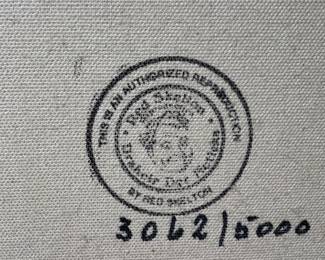 THIS IS AN AUTHORIZED REPRODUCTION
BY RED SKELTON
Red Skelton
3062/5000